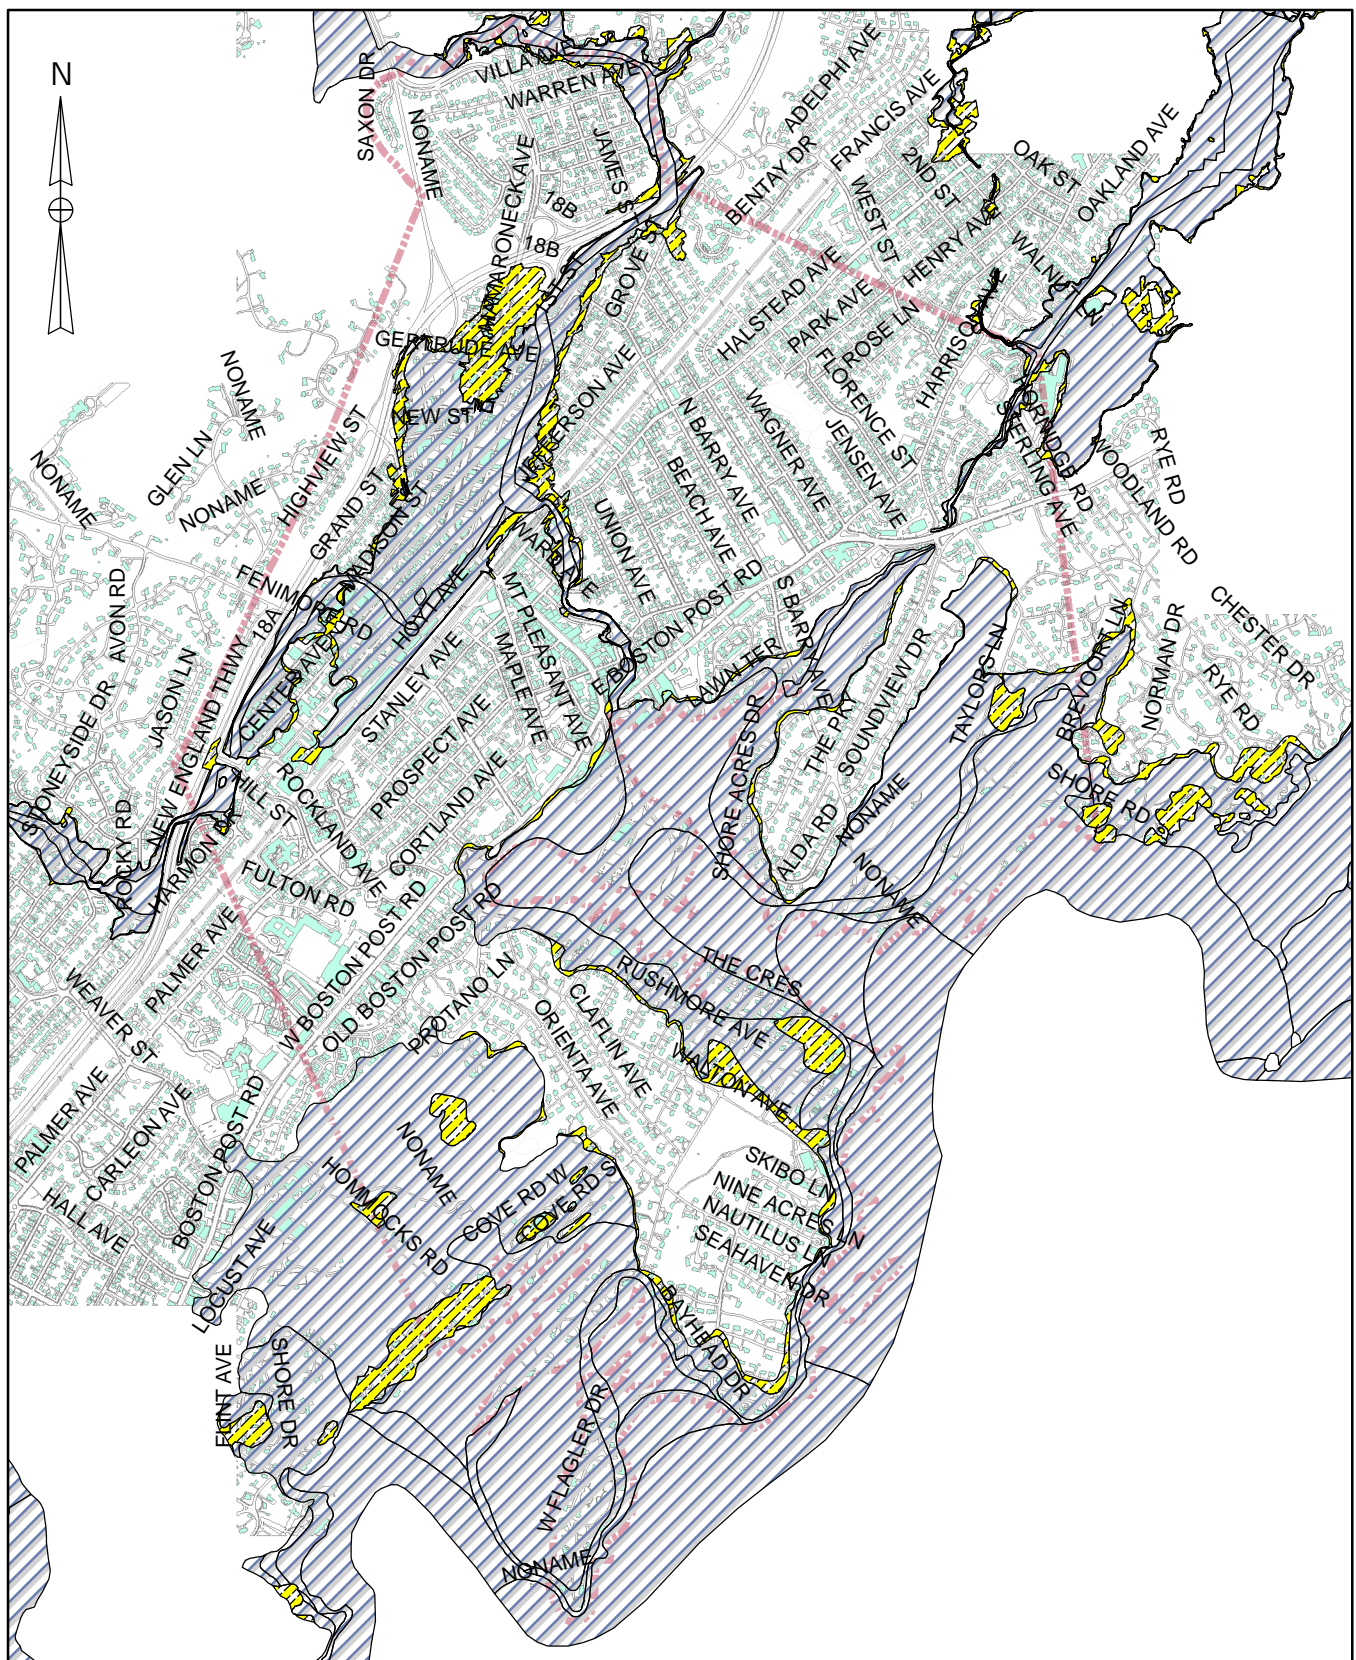 N
VILLA AVE
WARREN AVE
SAXON DR
NONAME
ADELPHI AVE
FRANCIS AVE
JAMES ST
MAMARONECK AVE
18B
18B
BENTAY DR
2ND ST
OAK ST
OAKLAND AVE
WEST ST
HENRY AVE
GROVE ST
HALSTEAD AVE
PARK AVE
ROSE LN
FLORENCE ST
HARRISON AVE
GERTRUDE AVE
JEFFERSON AVE
NEW ST
NONAME
GLEN LN
NONAME
NONAME
HIGHVIEW ST
GRAND ST
MADISON ST
N BARRY AVE
WAGNER AVE
BEACH AVE
JENSEN AVE
STERLING AVE
WOODLAND RD
RYE RD
UNION AVE
WARD AVE
FENIMORE RD
HOYT AVE
AVON RD
18A
MT PLEASANT AVE
MAPLE AVE
E BOSTON POST RD
S BARRY AVE
CENTER AVE
STANLEY AVE
JASON LN
STONEYSIDE DR
NEW ENGLAND THWY
PROSPECT AVE
CORTLAND AVE
THE PK
SOUNDVIEW DR
TAYLORS LN
BREVOORT LN
NORMAN DR
CHESTER DR
RYE RD
SHORE RD
SHORE ACRES DR
ALDA RD
NONAME
NONAME
HILL ST
ROCKLAND AVE
ROCKY RD
HARMON DR
FULTON RD
PALMER AVE
W BOSTON POST RD
OLD BOSTON POST RD
WEAVER ST
PROTANO LN
THE CRES
RUSHMORE AVE
CLAFLIN AVE
ORIENTA AVE
WALTON AVE
PALMER AVE
CARLEON AVE
HALL AVE
BOSTON POST RD
NONAME
HOMMOCKS RD
COVE RD W
COVE RD S
SKIBO LN
NINE ACRES LN
NAUTILUS LN
SEAHAVEN DR
LOCUST AVE
BAYHEAD DR
FLINT AVE
SHORE DR
W FLAGLER DR
NONAME